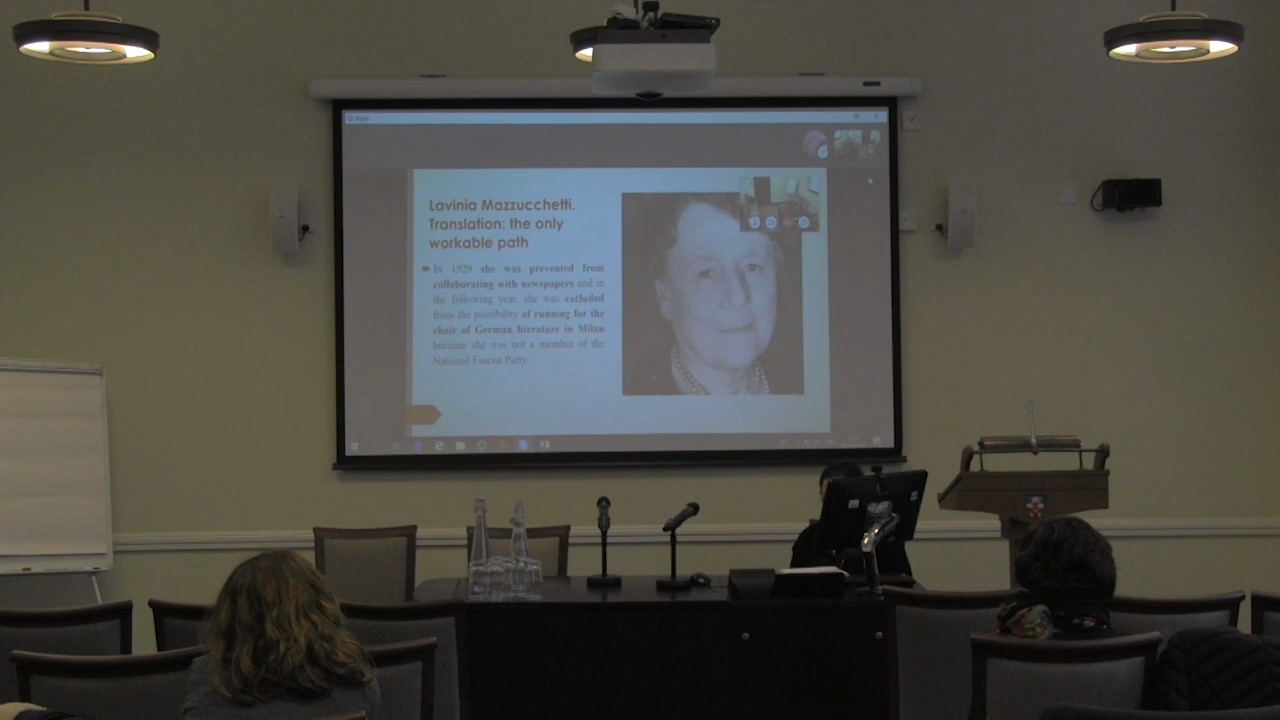 Skype
Lavinia Mazzucchetti.
Translation: the only
workable path
In 1929 she was prevented from
collaborating with newspapers and in
the following year, she was excluded
from the possibility of running for the
chair of German literature in Milan
because she was not a member of the
National Fascist Party.